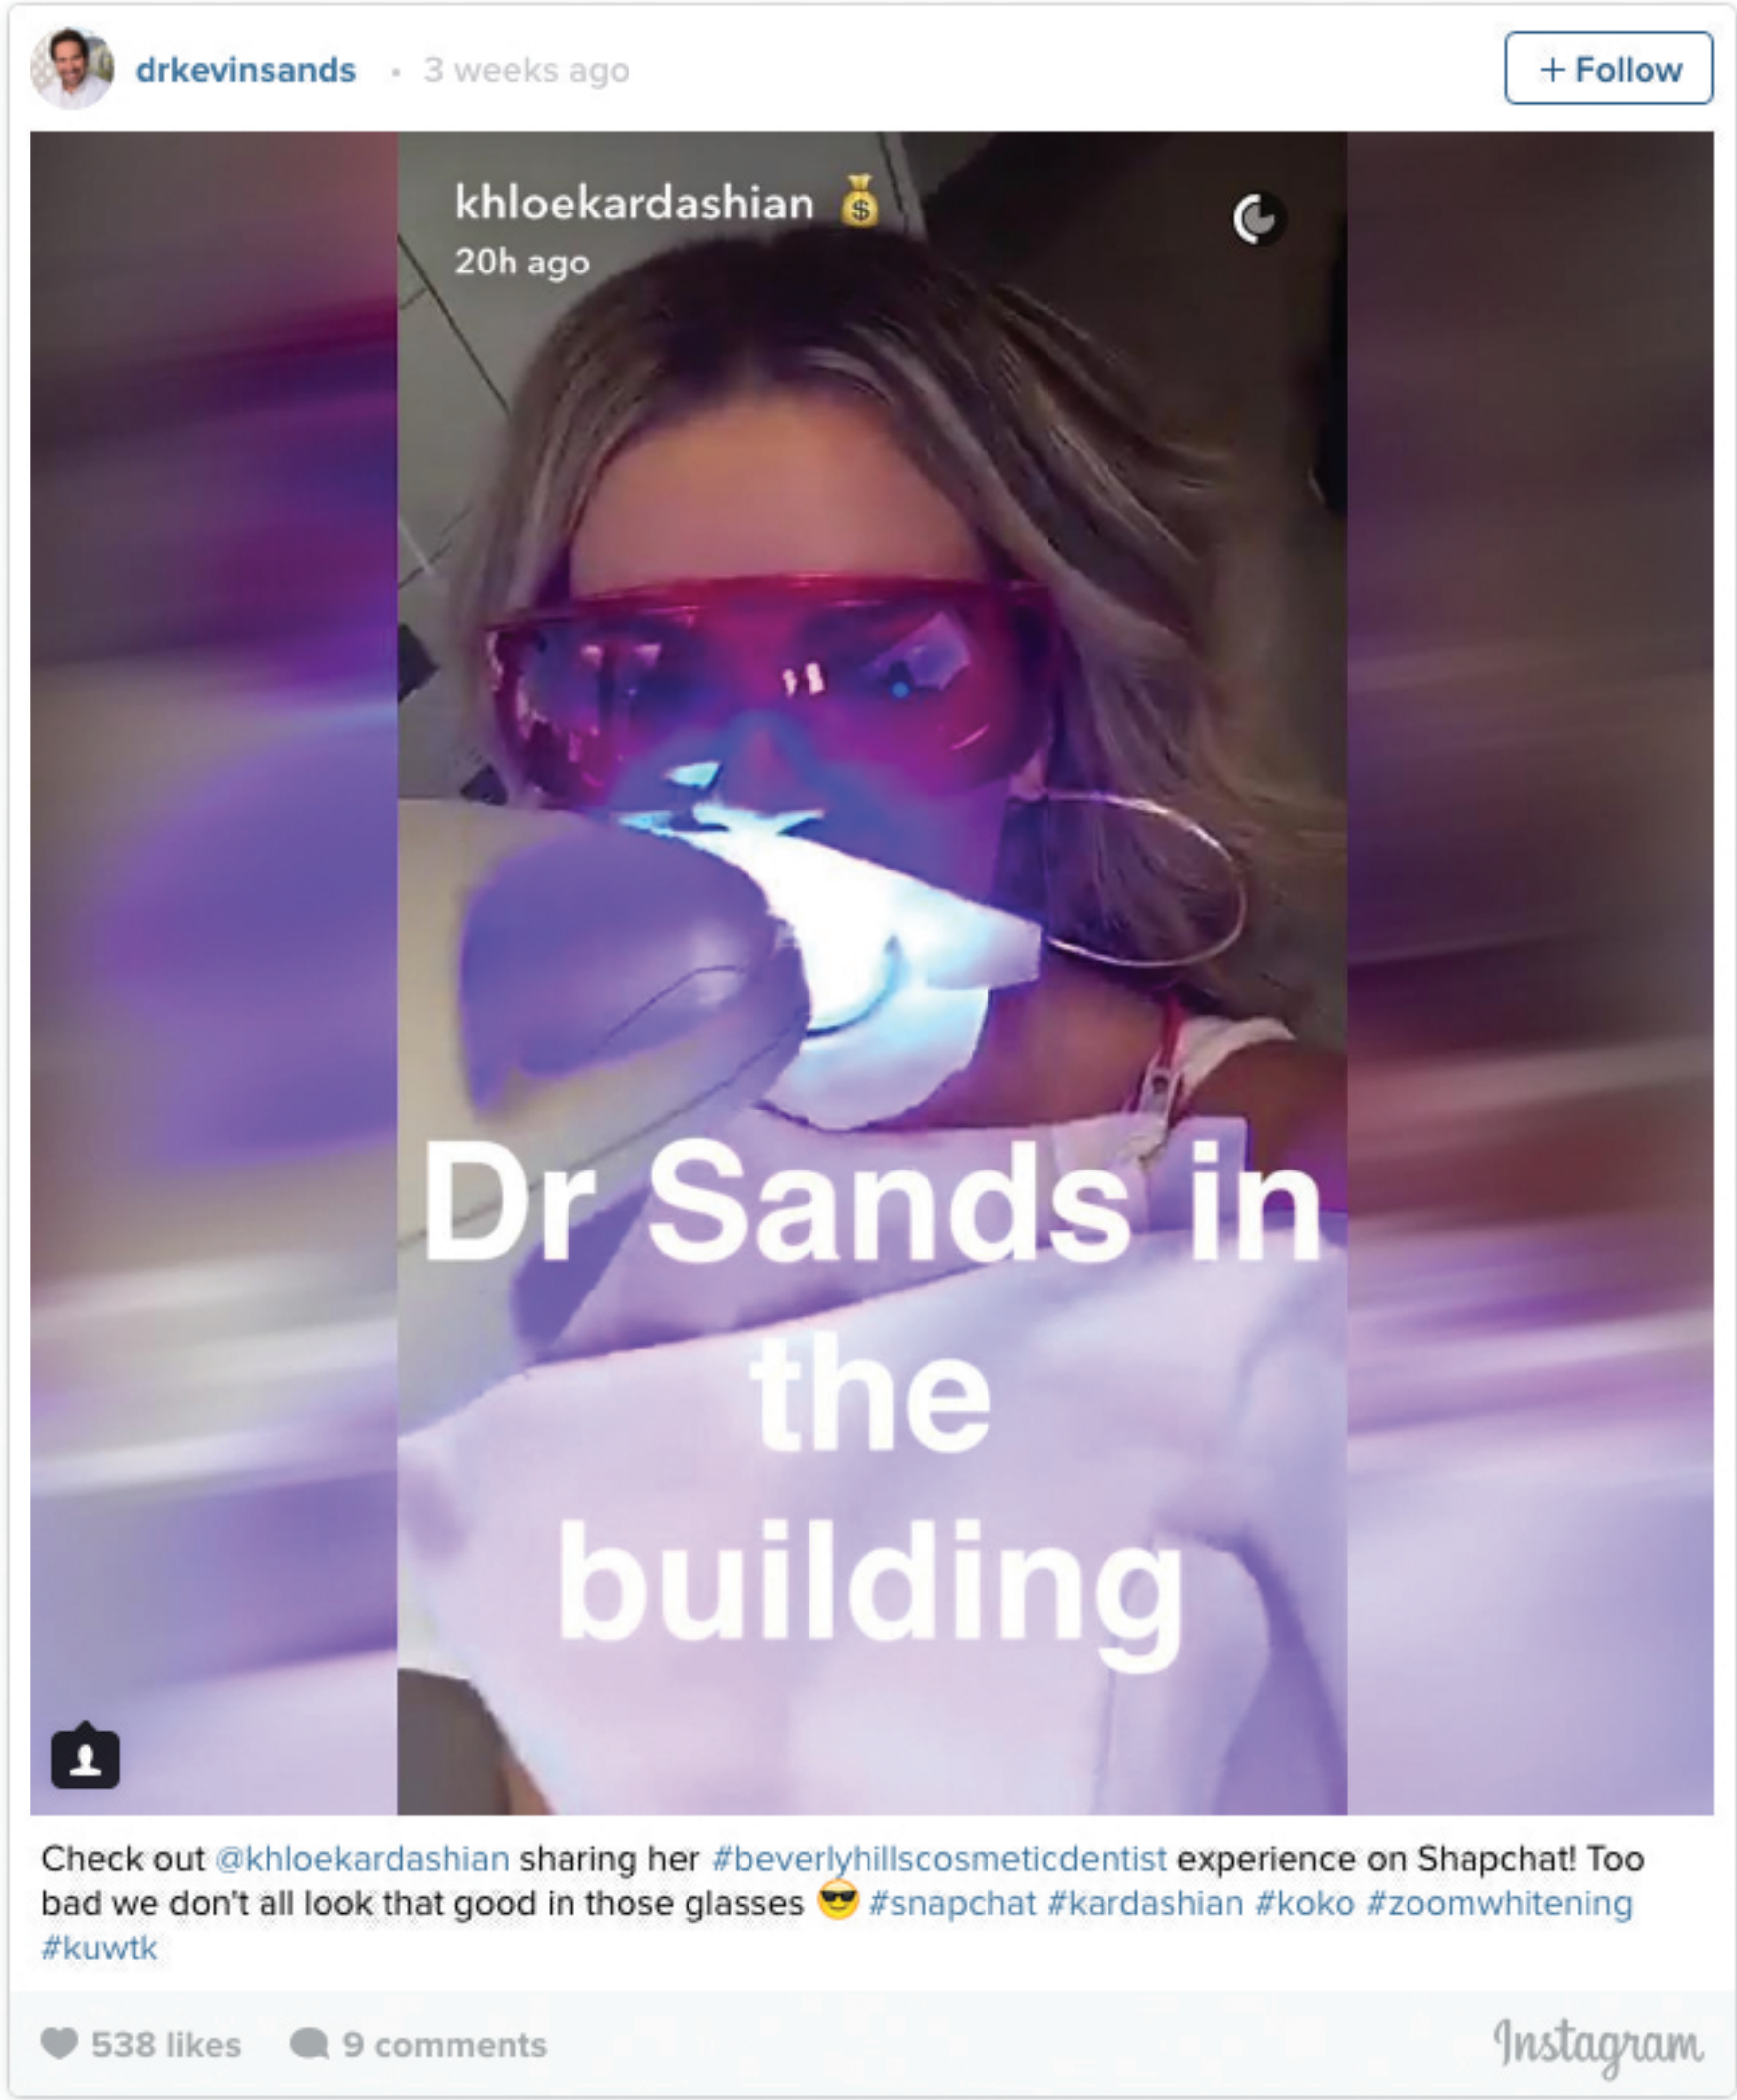 drkevinsands • 3 weeks ago
+ Follow
khloekardashian 💰
20h ago
Dr Sands in
the
building
Check out @khloekardashian sharing her #beverlyhillscosmeticdentist experience on Shapchat! Too
bad we don't all look that good in those glasses 😎 #snapchat #kardashian #koko #zoomwhitening
#kuwtk
538 likes 9 comments
Instagram